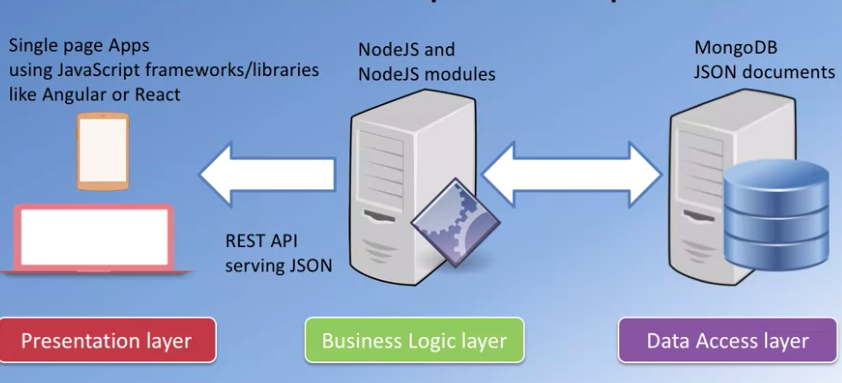 Single page Apps
using JavaScript frameworks/libraries
like Angular or React
NodeJS and
NodeJS modules
MongoDB
JSON documents
REST API
serving JSON
Presentation layer
Business Logic layer
Data Access layer